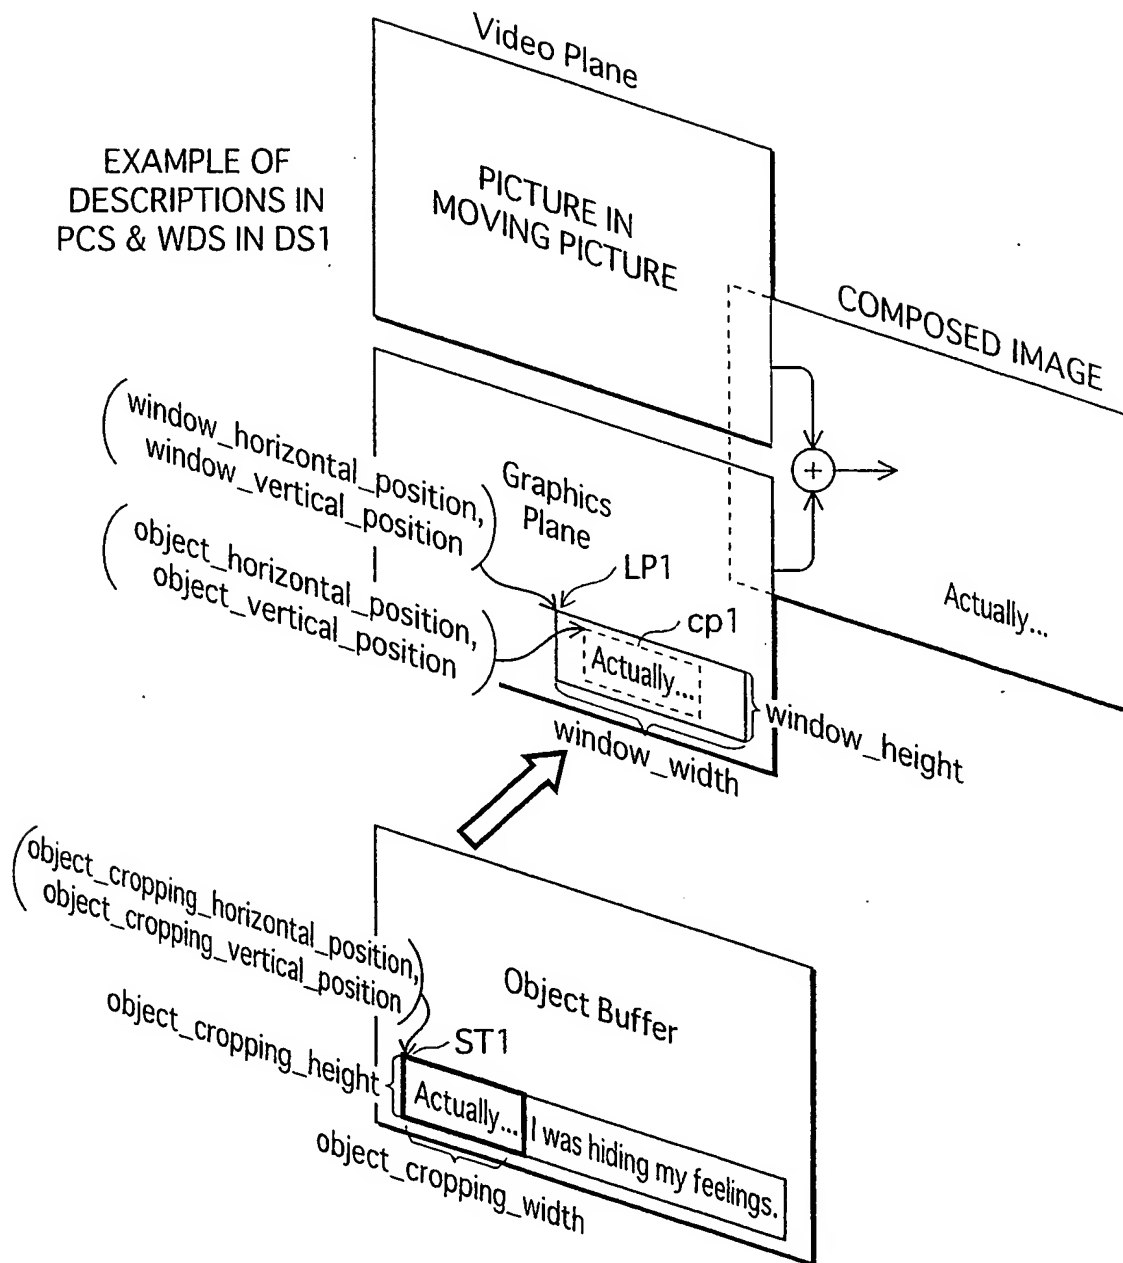 Video Plane
EXAMPLE OF
DESCRIPTIONS IN
PCS & WDS IN DS1
PICTURE IN
MOVING PICTURE
COMPOSED IMAGE
(window_horizontal_position,
window_vertical_position)
Graphics
Plane
(object_horizontal_position,
object_vertical_position)
LP1
cp1
+
Actually...
Actually...
window_height
window_width
(object_cropping_horizontal_position,
object_cropping_vertical_position)
Object Buffer
object_cropping_height
ST1
Actually...
I was hiding my feelings.
object_cropping_width